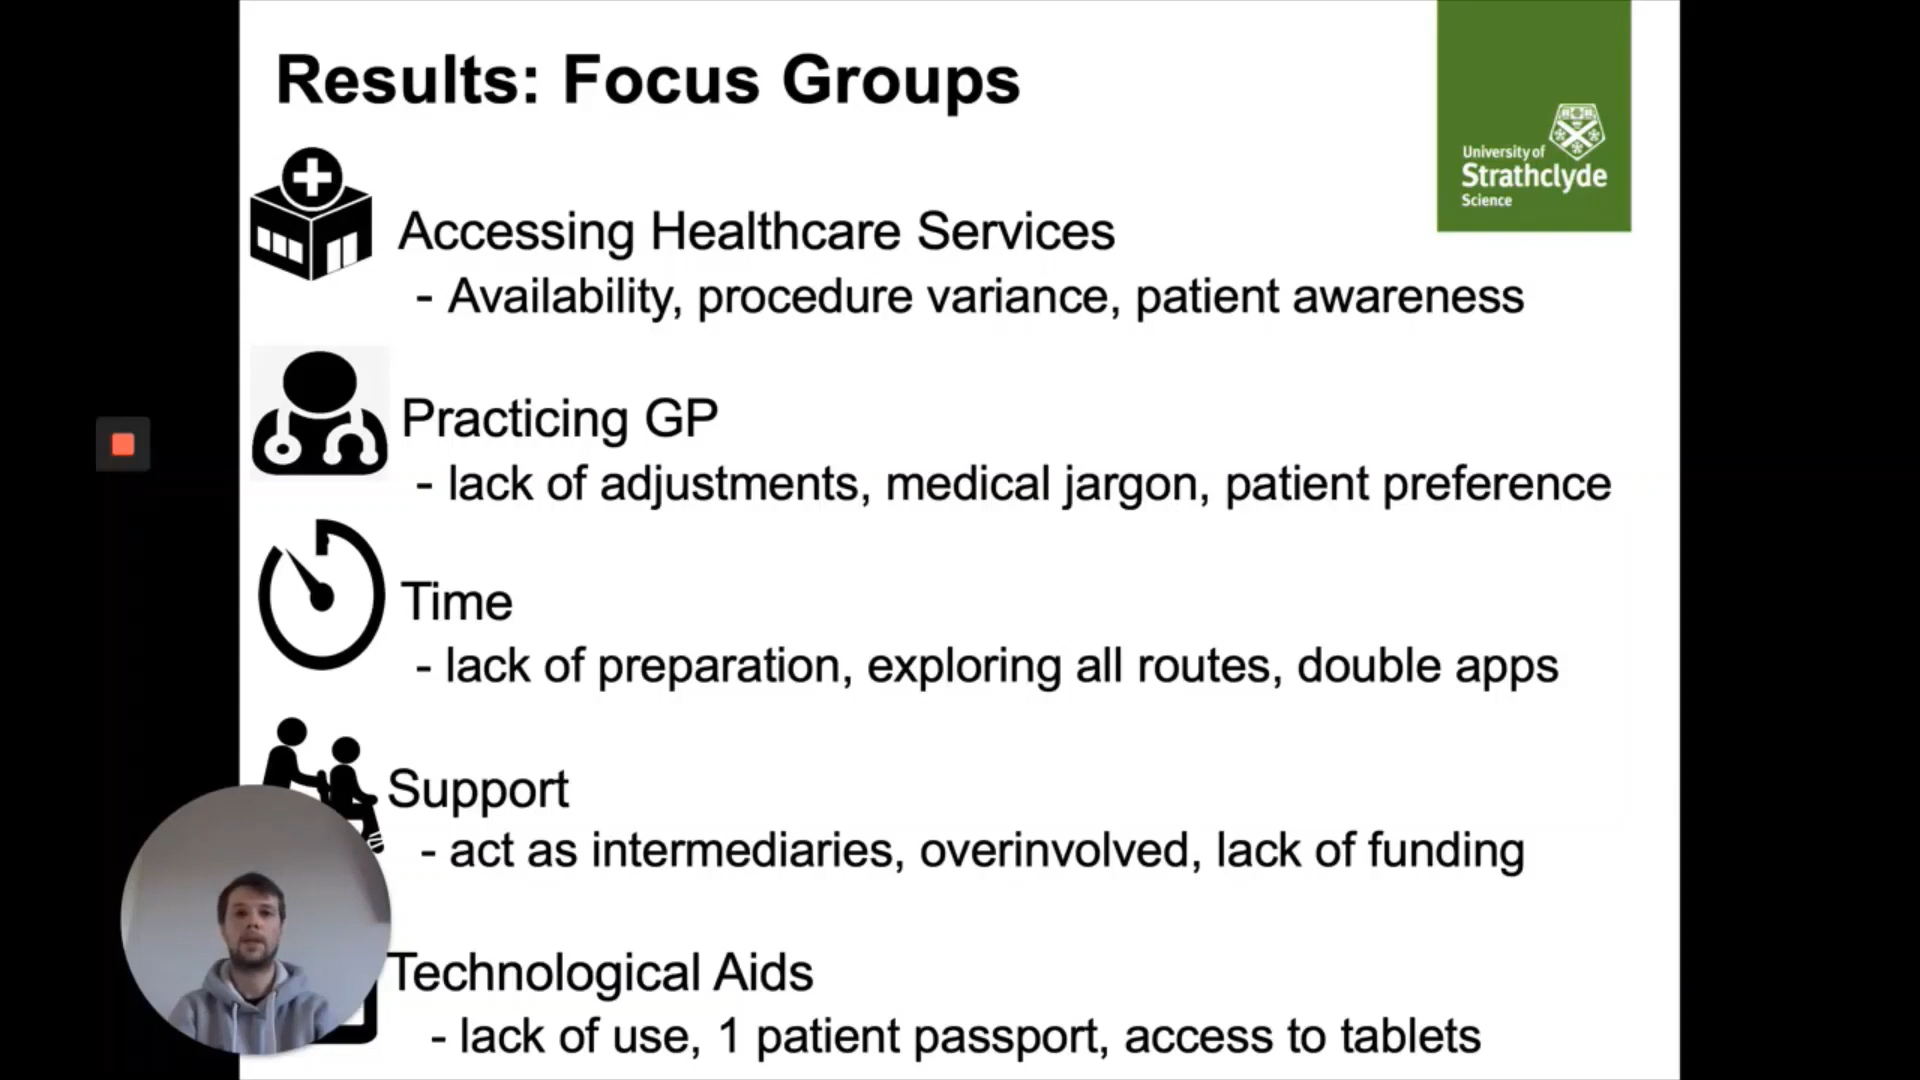 Results: Focus Groups
University of
Strathclyde
Science
Accessing Healthcare Services
- Availability, procedure variance, patient awareness
Practicing GP
- lack of adjustments, medical jargon, patient preference
Time
- lack of preparation, exploring all routes, double apps
Support
- act as intermediaries, overinvolved, lack of funding
Technological Aids
- lack of use, 1 patient passport, access to tablets